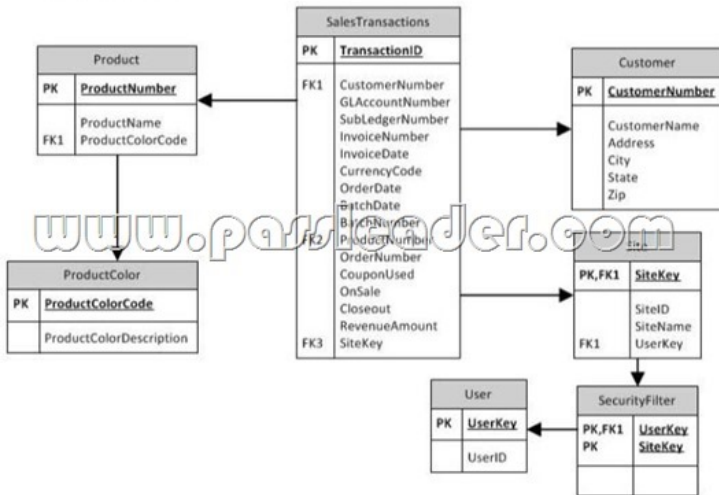 SalesTransactions
PK TransactionID
FK1 CustomerNumber
GLAccountNumber
SubLedgerNumber
InvoiceNumber
InvoiceDate
CurrencyCode
OrderDate
BatchDate
BatchNumber
FK2 ProductNumber
OrderNumber
CouponUsed
OnSale
Closeout
RevenueAmount
FK3 SiteKey
Product
PK ProductNumber
ProductName
FK1 ProductColorCode
Customer
PK CustomerNumber
CustomerName
Address
City
State
Zip
www.passleader.com
ProductColor
PK ProductColorCode
ProductColorDescription
Site
PK,FK1 SiteKey
SiteID
SiteName
FK1 UserKey
User
PK UserKey
UserID
SecurityFilter
PK,FK1 UserKey
PK SiteKey